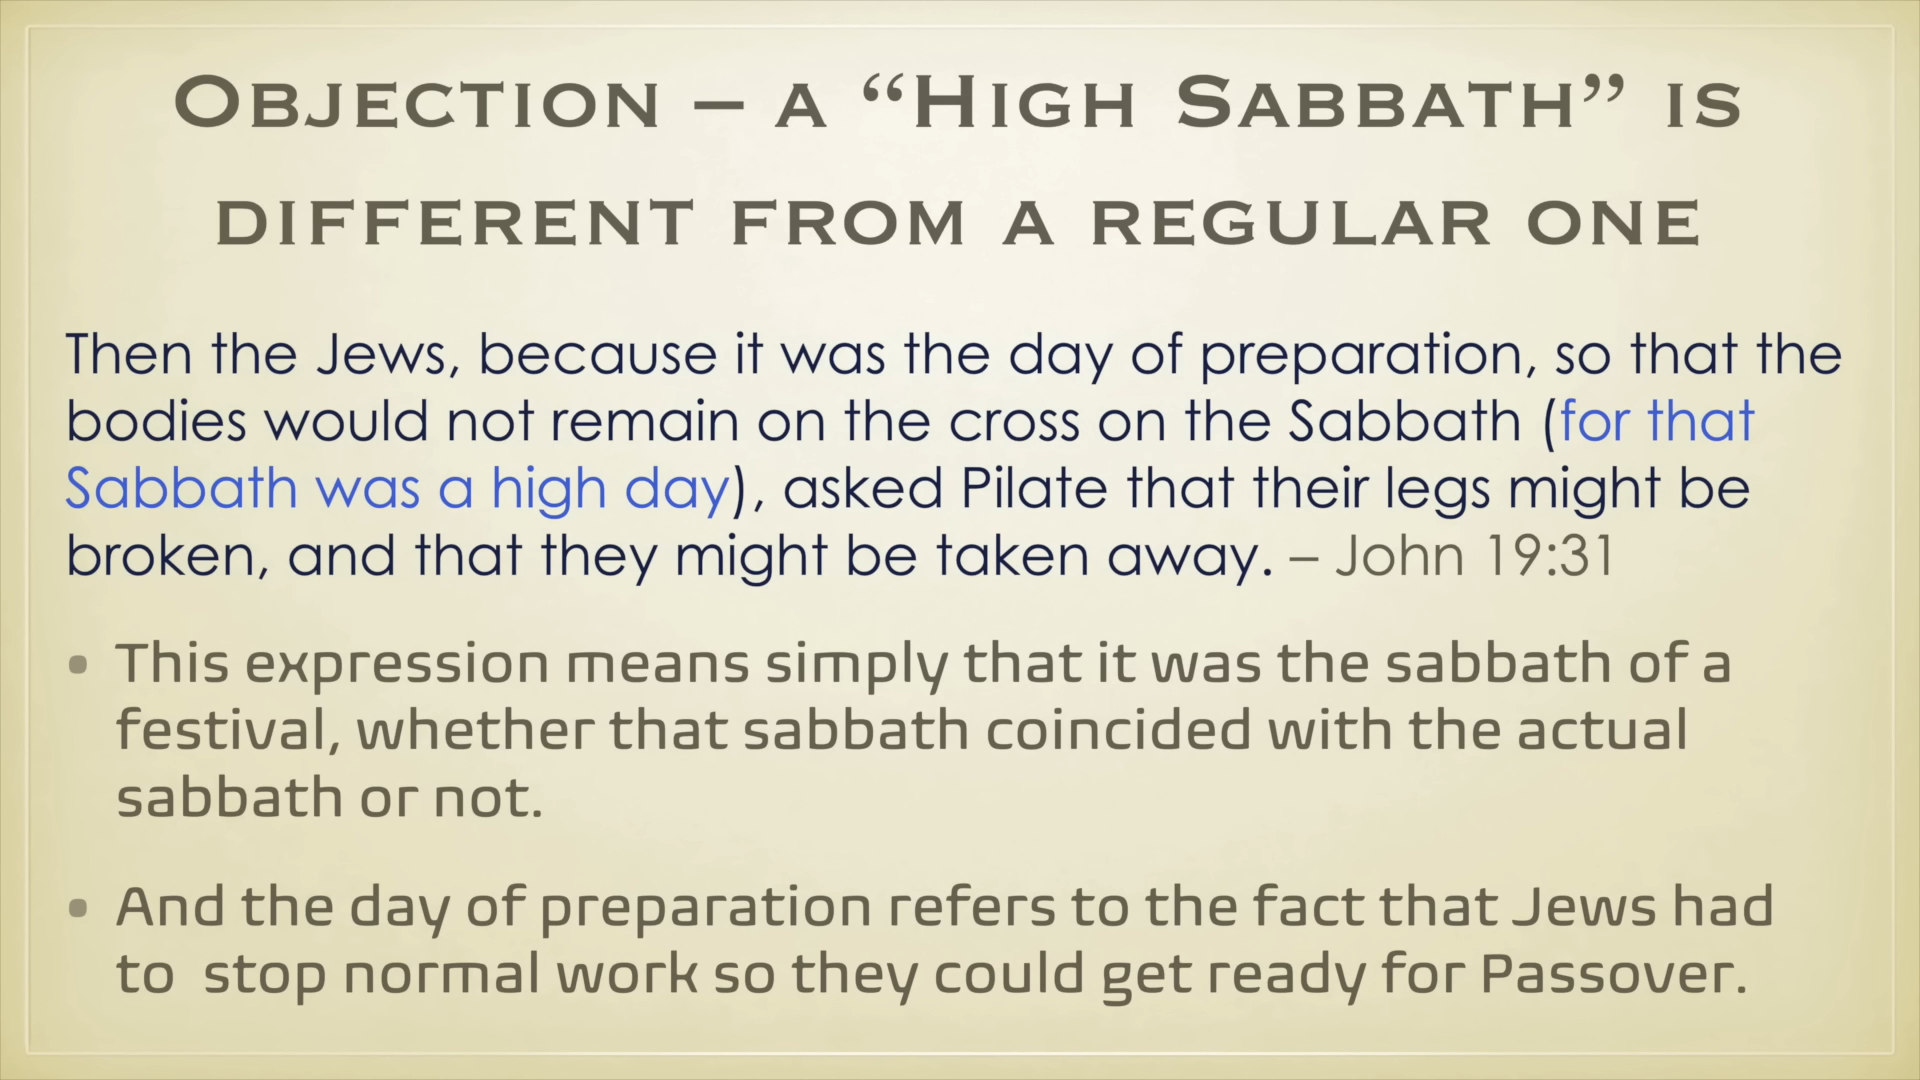 Objection – a “High Sabbath” is
different from a regular one
Then the Jews, because it was the day of preparation, so that the
bodies would not remain on the cross on the Sabbath (for that
Sabbath was a high day), asked Pilate that their legs might be
broken, and that they might be taken away. – John 19:31
• This expression means simply that it was the sabbath of a
festival, whether that sabbath coincided with the actual
sabbath or not.
• And the day of preparation refers to the fact that Jews had
to  stop normal work so they could get ready for Passover.